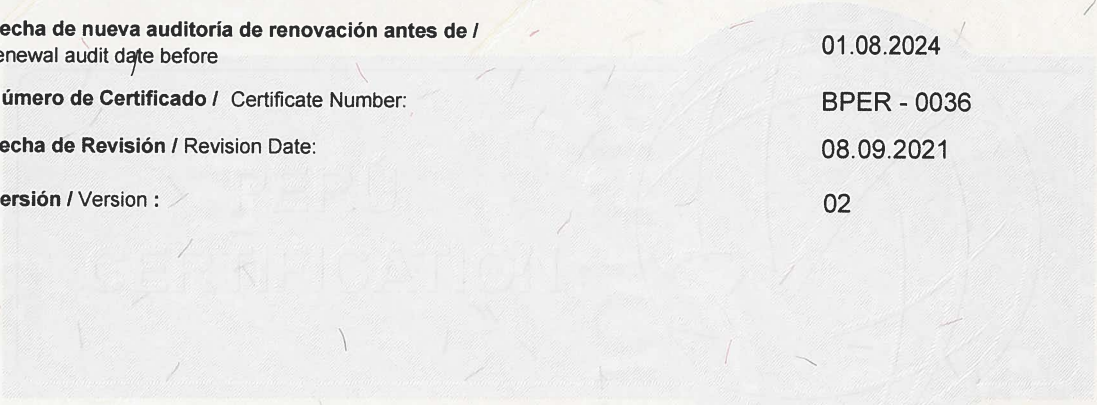 echa de nueva auditoría de renovación antes de /
enewal audit date before
01.08.2024
úmero de Certificado / Certificate Number:
BPER - 0036
echa de Revisión / Revision Date:
08.09.2021
ersión / Version :
02
CERTIFICATION